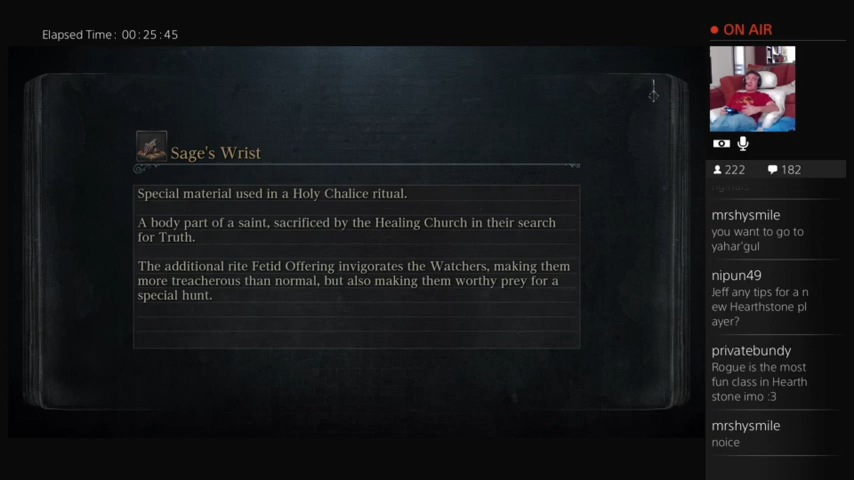 Elapsed Time: 00:25:45
ON AIR
Sage's Wrist
Special material used in a Holy Chalice ritual.
A body part of a saint, sacrificed by the Healing Church in their search
for Truth.
The additional rite Fetid Offering invigorates the Watchers, making them
more treacherous than normal, but also making them worthy prey for a
special hunt.
222 182
mrshysmile
you want to go to
yahar'gul
nipun49
Jeff any tips for a n
ew Hearthstone pl
ayer?
privatebundy
Rogue is the most
fun class in Hearth
stone imo :3
mrshysmile
noice